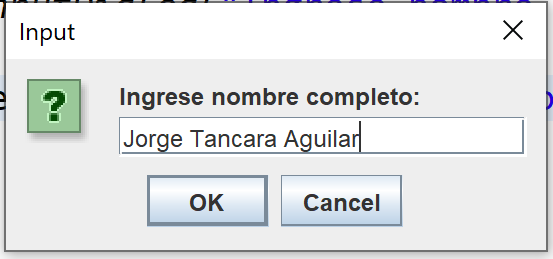 Input
Ingrese nombre completo:
Jorge Tancara Aguilar
OK
Cancel